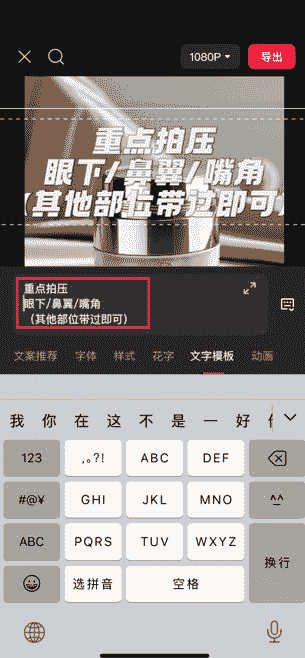 1080P
导出
重点拍压
眼下/鼻翼/嘴角
（其他部位带过即可）
重点拍压
眼下/鼻翼/嘴角
（其他部位带过即可）
文案推荐 字体 样式 花字 文字模板 动画
我 你 在 这 不 是 一 好
123 ,。?! ABC DEF
#@¥ GHI JKL MNO ^^
ABC PQRS TUV WXYZ 换行
选拼音 空格